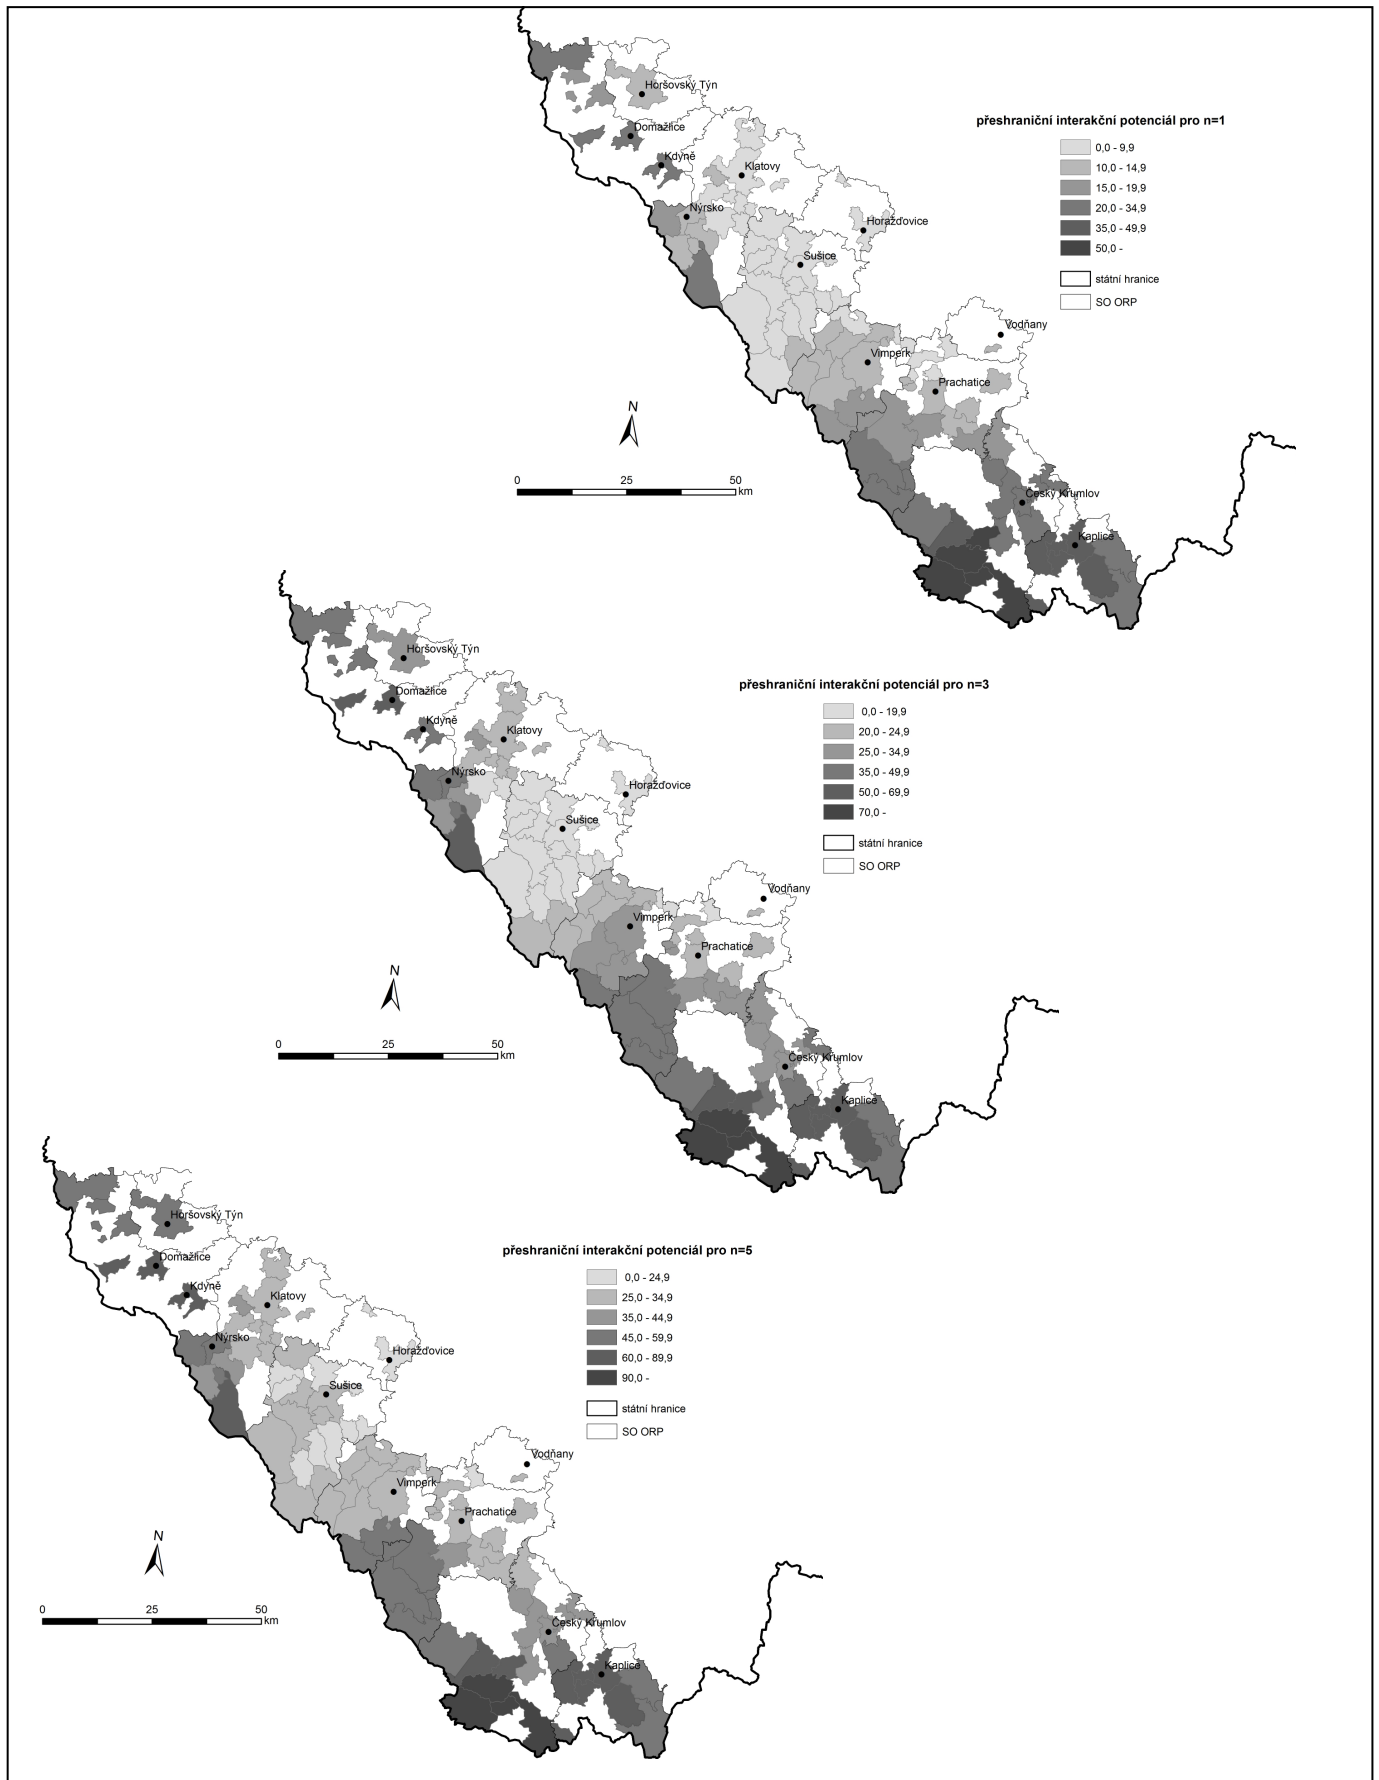 Horšovský Týn
Domažlice
Kdyně
Klatovy
Nýrsko
Horažďovice
Sušice
Vodňany
Vimperk
Prachatice
Český Křumlov
Kaplice
přeshraniční interakční potenciál pro n=1
0,0 - 9,9
10,0 - 14,9
15,0 - 19,9
20,0 - 34,9
35,0 - 49,9
50,0 -
státní hranice
SO ORP
N
0 25 50
km
Horšovský Týn
Domažlice
Kdyně
Klatovy
Nýrsko
Horažďovice
Sušice
Vodňany
Vimperk
Prachatice
Český Křumlov
Kaplice
přeshraniční interakční potenciál pro n=3
0,0 - 19,9
20,0 - 24,9
25,0 - 34,9
35,0 - 49,9
50,0 - 69,9
70,0 -
státní hranice
SO ORP
N
0 25 50
km
Horšovský Týn
Domažlice
Kdyně
Klatovy
Nýrsko
Horažďovice
Sušice
Vodňany
Vimperk
Prachatice
Český Křumlov
Kaplice
přeshraniční interakční potenciál pro n=5
0,0 - 24,9
25,0 - 34,9
35,0 - 44,9
45,0 - 59,9
60,0 - 89,9
90,0 -
státní hranice
SO ORP
N
0 25 50
km